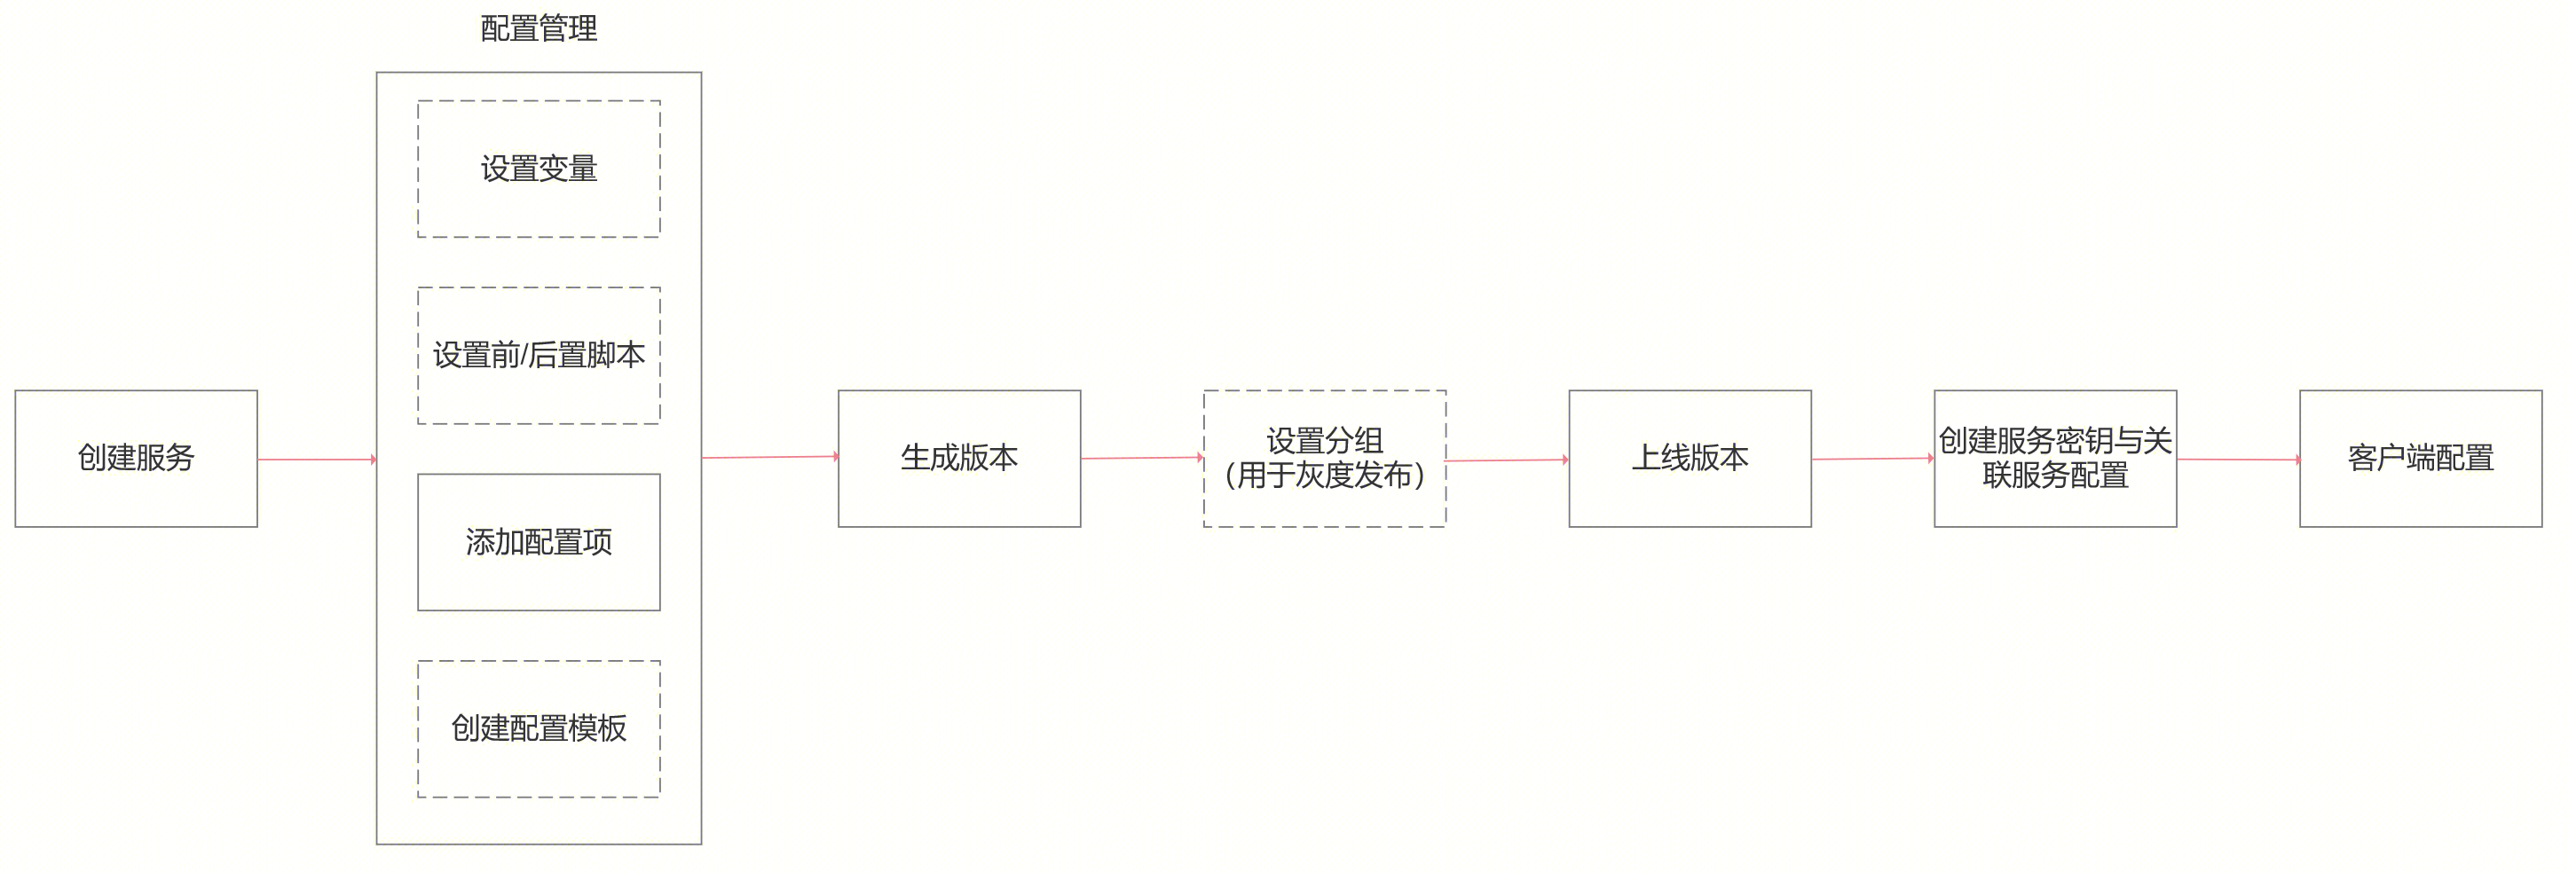 配置管理
设置变量
设置前/后置脚本
添加配置项
创建配置模板
创建服务
生成版本
设置分组
（用于灰度发布）
上线版本
创建服务密钥与关
联服务配置
客户端配置